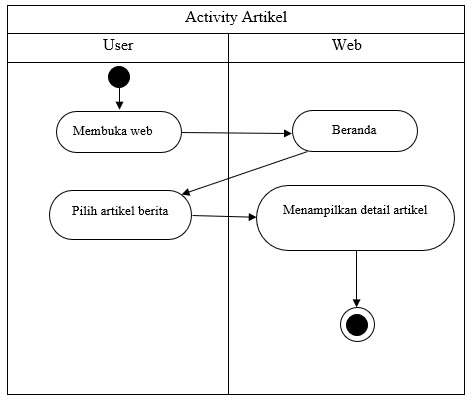 Activity Artikel
User
Web
Membuka web
Beranda
Pilih artikel berita
Menampilkan detail artikel